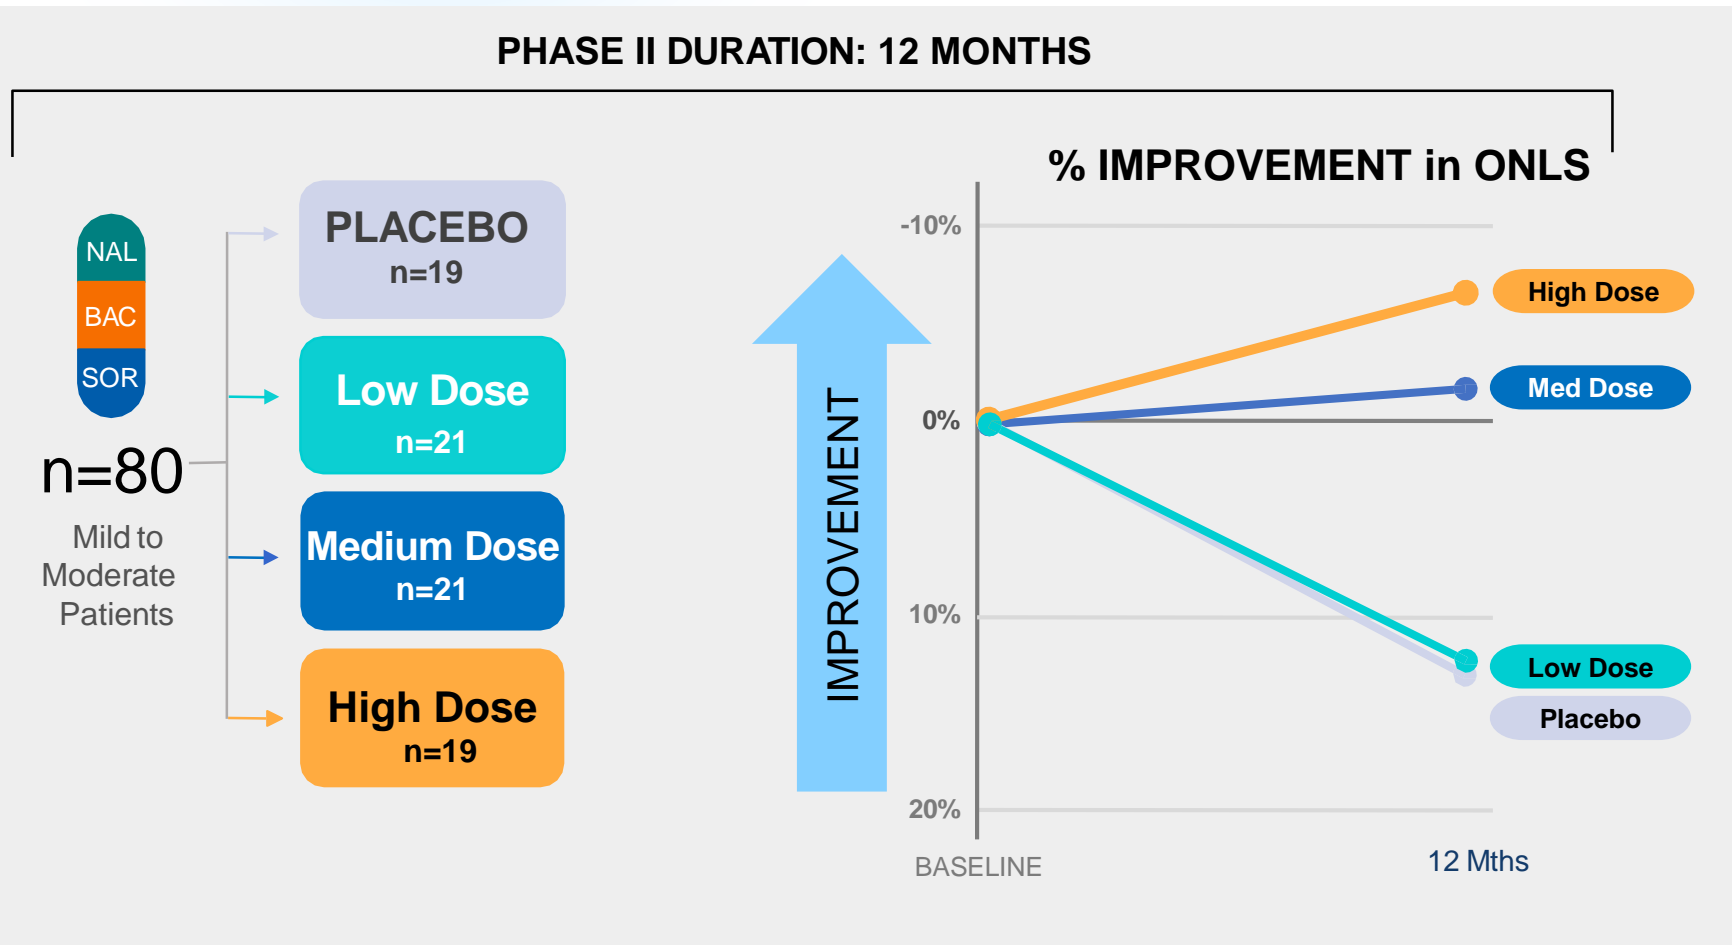 PHASE II DURATION: 12 MONTHS
NAL
BAC
SOR
n=80
Mild to
Moderate
Patients
PLACEBO
n=19
Low Dose
n=21
Medium Dose
n=21
High Dose
n=19
IMPROVEMENT
% IMPROVEMENT in ONLS
-10%
0%
10%
20%
BASELINE
12 Mths
High Dose
Med Dose
Low Dose
Placebo